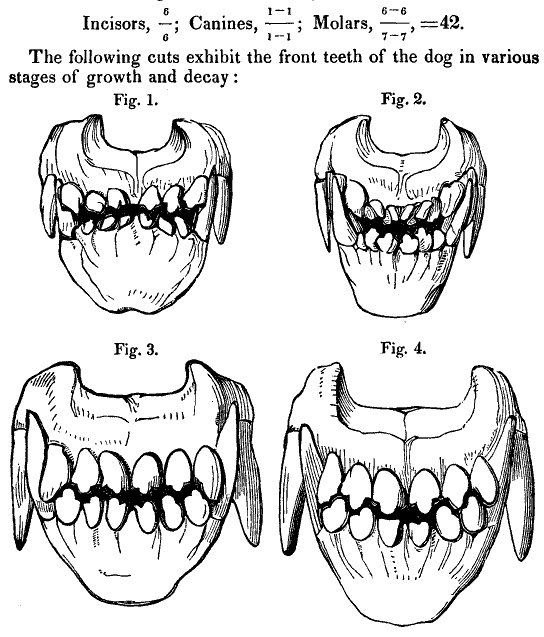 Incisors, 6/6; Canines, 1—1/1—1; Molars, 6—6/7—7, =42.
The following cuts exhibit the front teeth of the dog in various
stages of growth and decay:
Fig. 1. Fig. 2.
Fig. 3. Fig. 4.